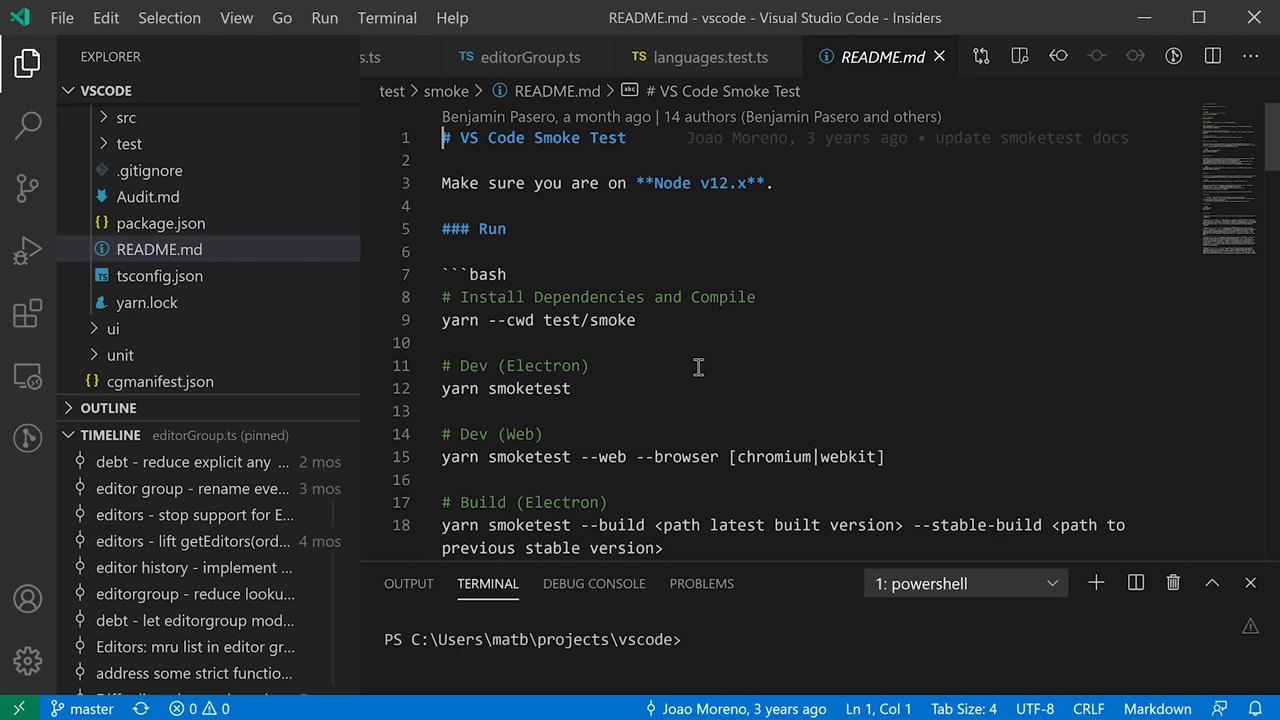 File Edit Selection View Go Run Terminal Help README.md - vscode - Visual Studio Code - Insiders
EXPLORER
s.ts editorGroup.ts languages.test.ts README.md
VSCODE
test > smoke > README.md > # VS Code Smoke Test
src
test
.gitignore
Audit.md
package.json
README.md
tsconfig.json
yarn.lock
ui
unit
cgmanifest.json
OUTLINE
TIMELINE editorGroup.ts (pinned)
debt - reduce explicit any ... 2 mos
editor group - rename eve... 3 mos
editors - stop support for E...
editors - lift getEditors(ord... 4 mos
editor history - implement ...
editorgroup - reduce looku...
debt - let editorgroup mod...
Editors: mru list in editor gr...
address some strict functio...
Benjamin Pasero, a month ago | 14 authors (Benjamin Pasero and others)
1 # VS Code Smoke Test Joao Moreno, 3 years ago • update smoketest docs
2
3 Make sure you are on **Node v12.x**.
4
5 ### Run
6
7 ```bash
8 # Install Dependencies and Compile
9 yarn --cwd test/smoke
10
11 # Dev (Electron)
12 yarn smoketest
13
14 # Dev (Web)
15 yarn smoketest --web --browser [chromium|webkit]
16
17 # Build (Electron)
18 yarn smoketest --build <path latest built version> --stable-build <path to
previous stable version>
OUTPUT TERMINAL DEBUG CONSOLE PROBLEMS 1: powershell
PS C:\Users\matb\projects\vscode>
master 0 0 Joao Moreno, 3 years ago Ln 1, Col 1 Tab Size: 4 UTF-8 CRLF Markdown